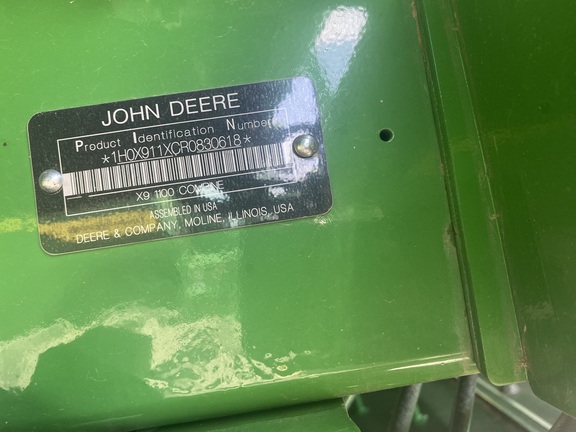 JOHN DEERE
Product Identification Number
*1H0X911XCR0830618*
X9 1100 COMBINE
ASSEMBLED IN USA
DEERE & COMPANY, MOLINE, ILLINOIS, USA